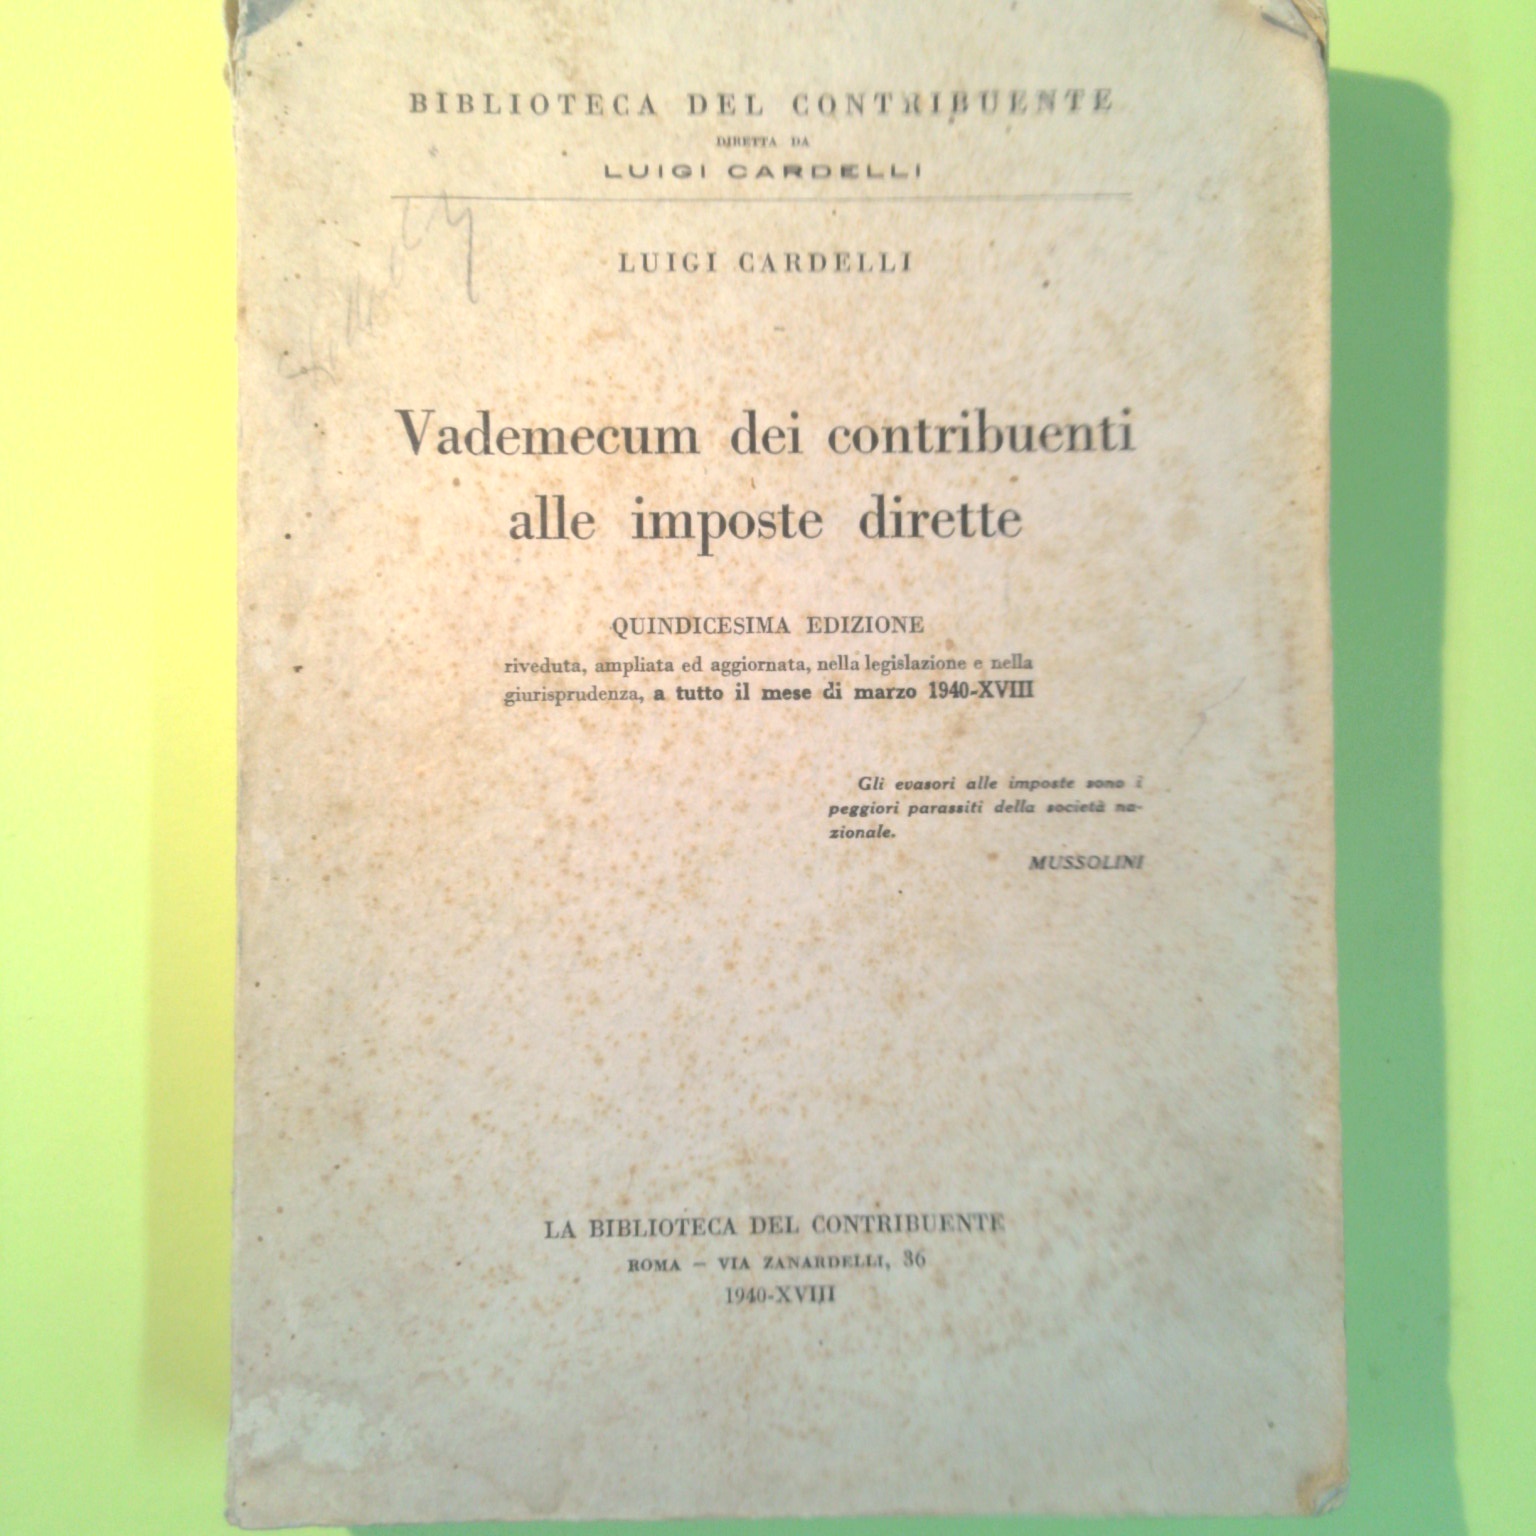 BIBLIOTECA DEL CONTRIBUENTE
DIRETTA DA
LUIGI CARDELLI
LUIGI CARDELLI
Vademecum dei contribuenti
alle imposte dirette
QUINDICESIMA EDIZIONE
riveduta, ampliata ed aggiornata, nella legislazione e nella
giurisprudenza, a tutto il mese di marzo 1940-XVIII
Gli evasori alle imposte sono i
peggiori parassiti della società na-
zionale.
MUSSOLINI
LA BIBLIOTECA DEL CONTRIBUENTE
ROMA - VIA ZANARDELLI, 36
1940-XVIII